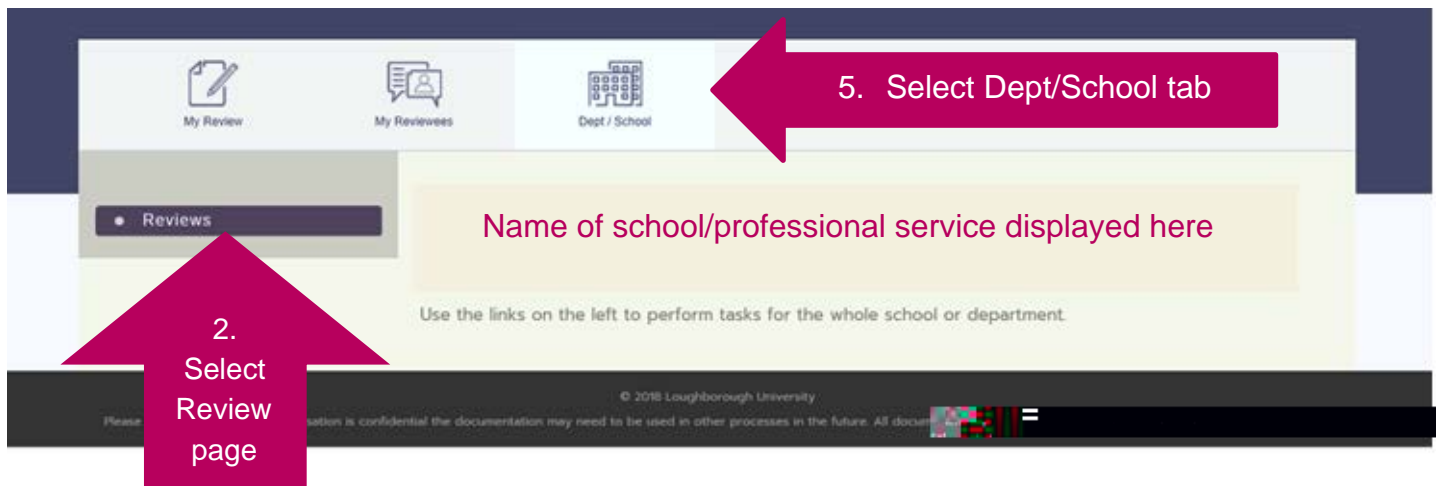 My Review
My Reviewees
Dept / School
5. Select Dept/School tab
Reviews
Name of school/professional service displayed here
Use the links on the left to perform tasks for the whole school or department.
2.
Select
Review
page
© 2018 Loughborough University
Please sation is confidential the documentation may need to be used in other processes in the future. All docum